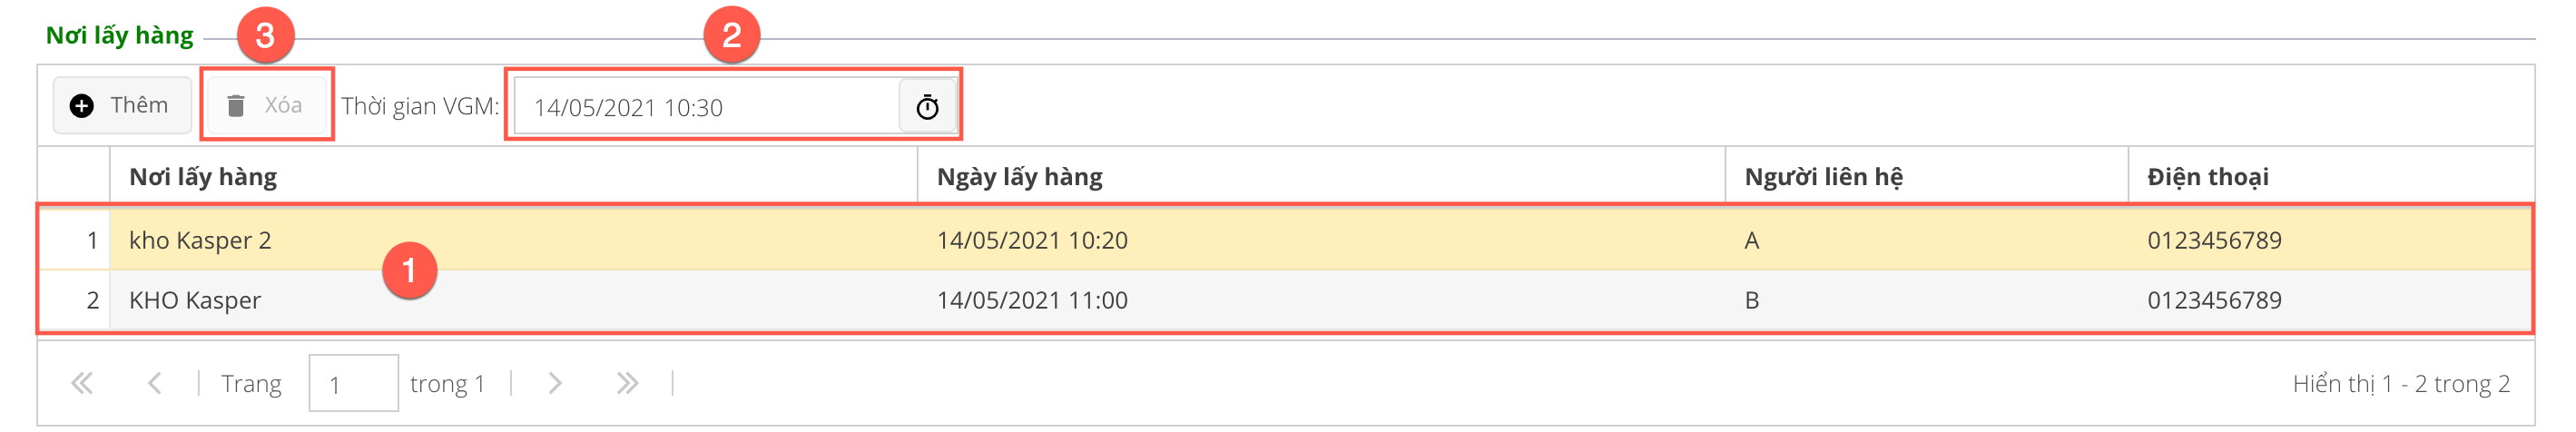 Nơi lấy hàng 3 2
Thêm Xóa Thời gian VGM: 14/05/2021 10:30
Nơi lấy hàng Ngày lấy hàng Người liên hệ Điện thoại
1 kho Kasper 2 14/05/2021 10:20 A 0123456789
1
2 KHO Kasper 14/05/2021 11:00 B 0123456789
Trang 1 trong 1 Hiển thị 1 - 2 trong 2